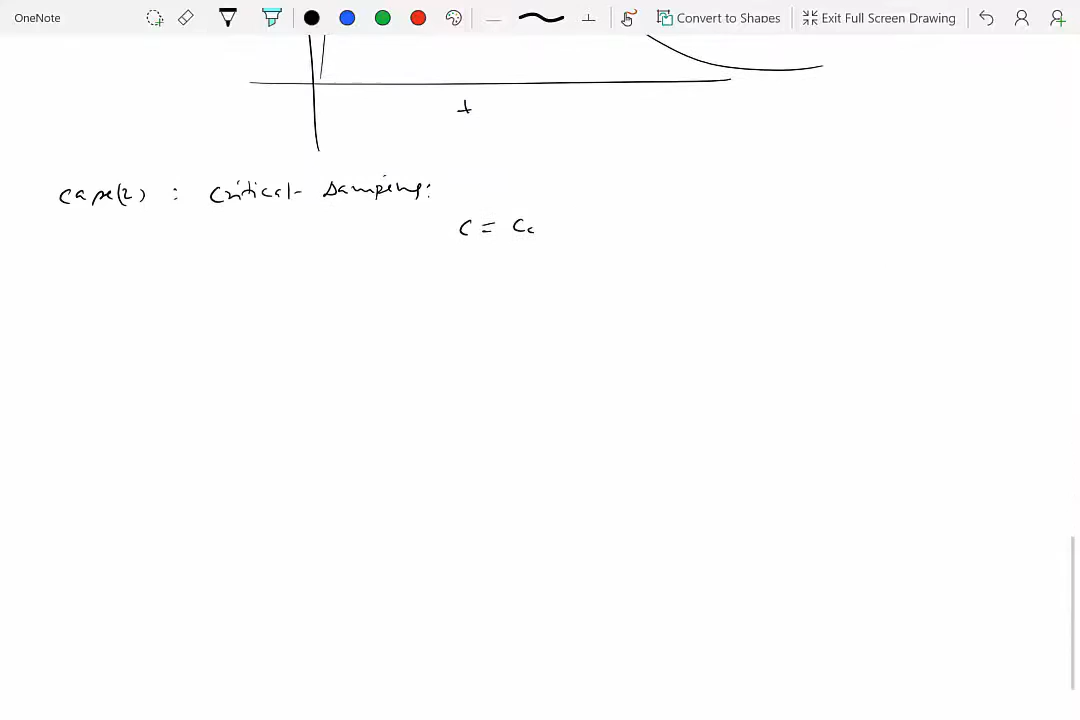 OneNote
Convert to Shapes
Exit Full Screen Drawing
t
case(2) : Critical Damping:
C = Cc